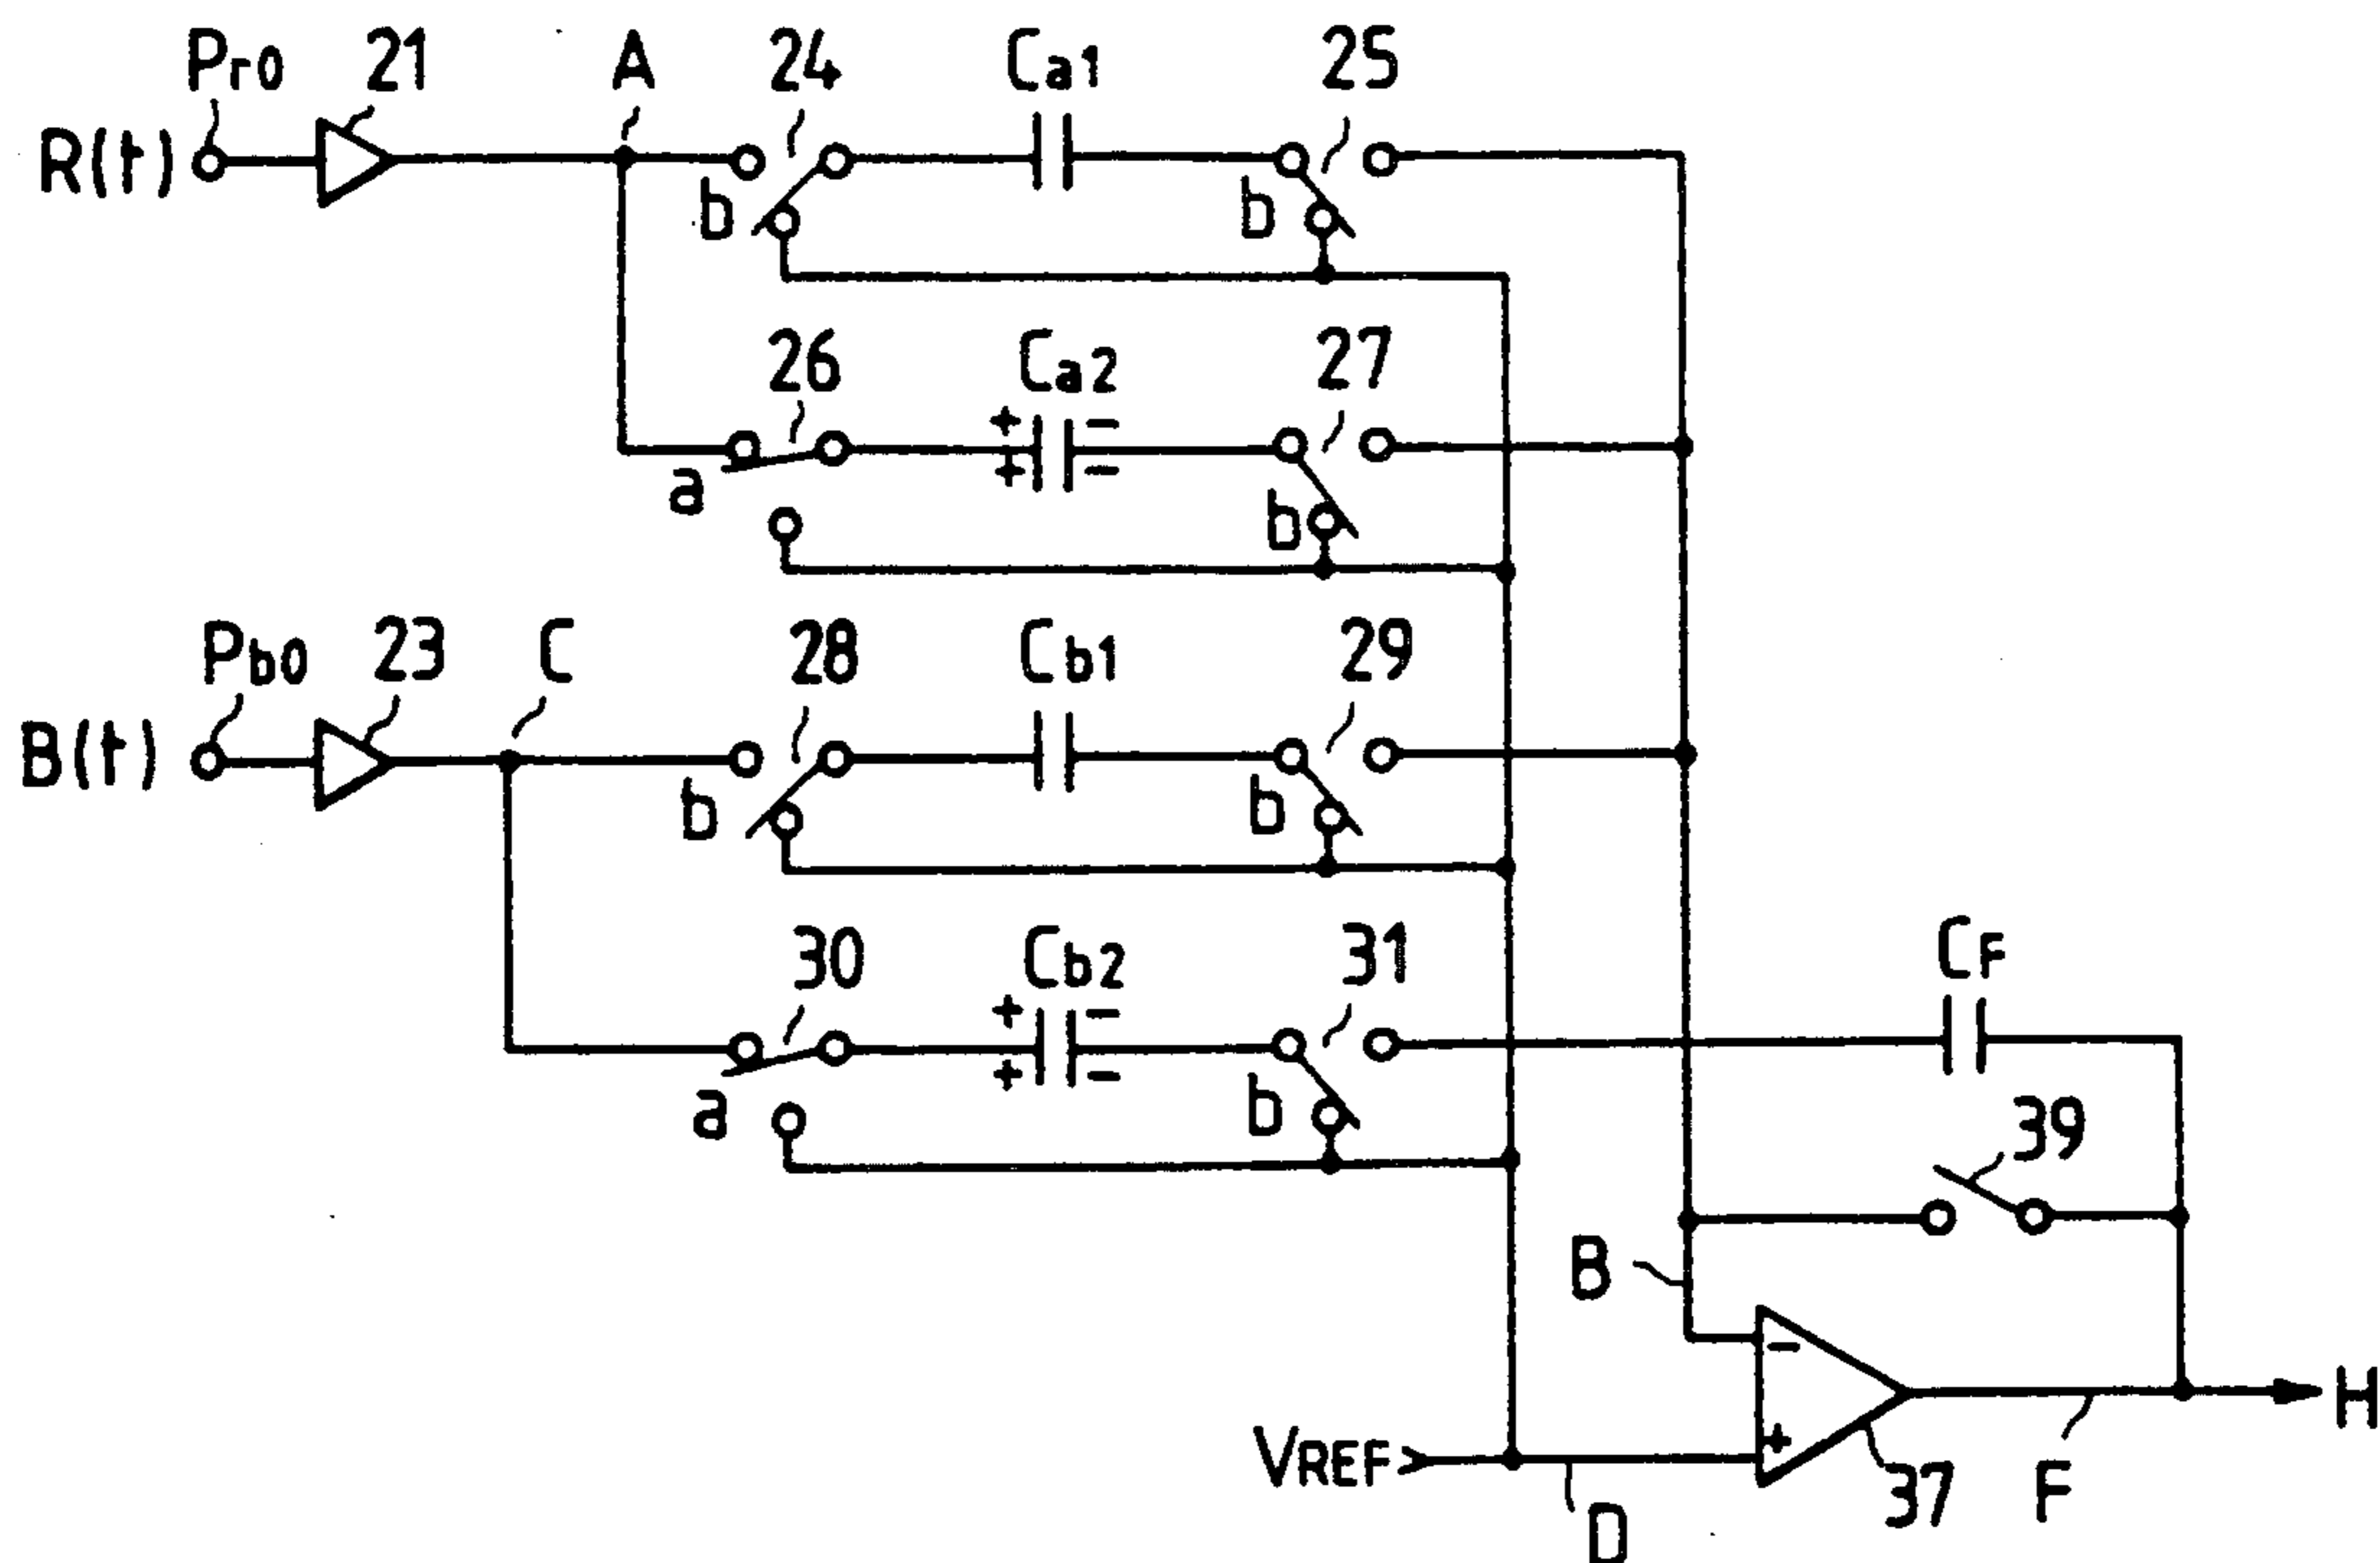 Pr0 21 A 24 Ca1 25
R(t) b b
26 Ca2 27
+ −
+ −
a b
Pb0 23 C 28 Cb1 29
B(t) b b
30 Cb2 31 CF
+ −
+ −
a b 39
B
−
H
VREF +
D 37 F